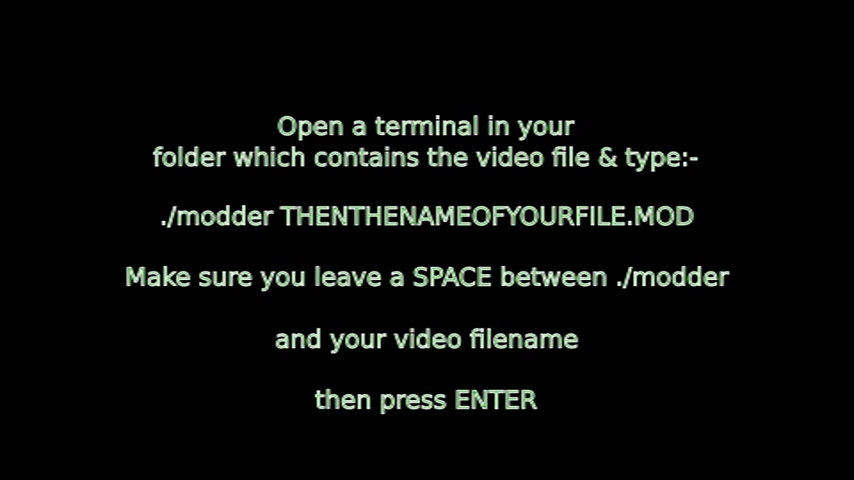 Open a terminal in your
folder which contains the video file & type:-
./modder THENTHENAMEOFYOURFILE.MOD
Make sure you leave a SPACE between ./modder
and your video filename
then press ENTER